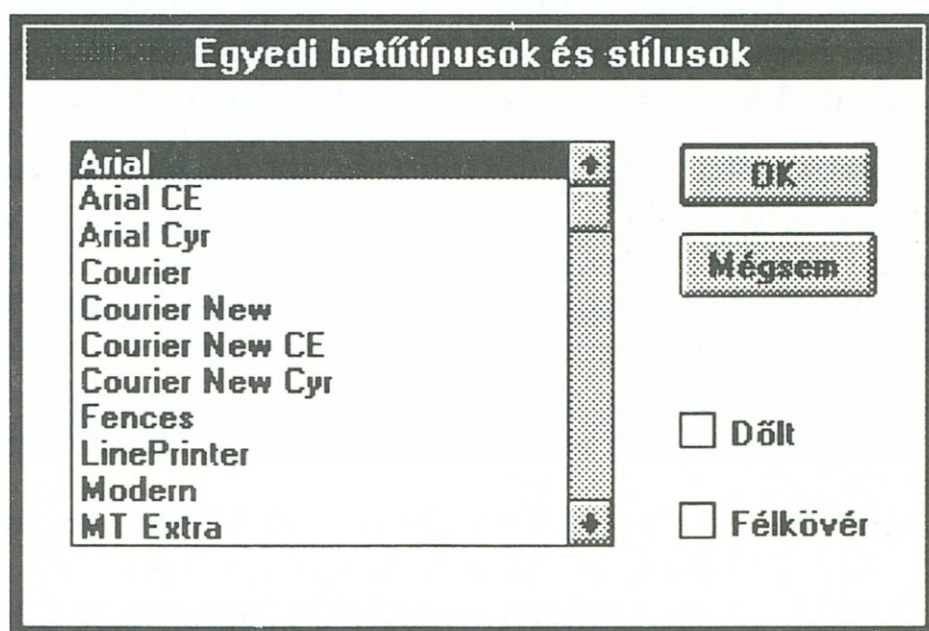 Egyedi betűtípusok és stílusok
Arial
Arial CE
Arial Cyr
Courier
Courier New
Courier New CE
Courier New Cyr
Fences
LinePrinter
Modern
MT Extra
OK
Mégsem
Dőlt
Félkövér